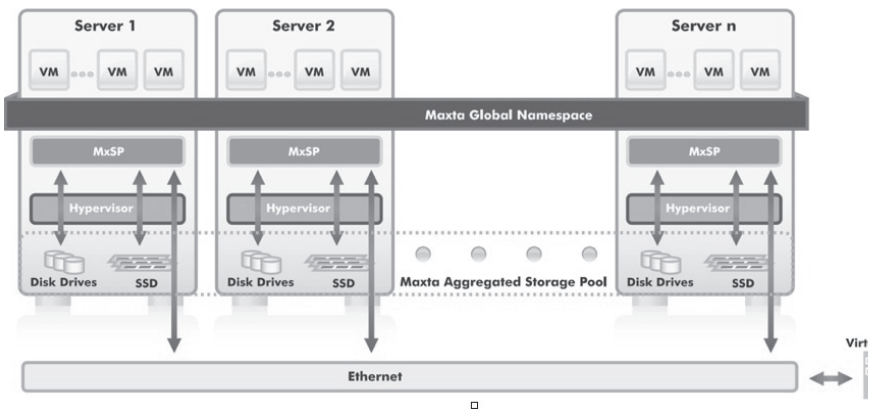 Server 1
Server 2
Server n
VM VM VM
VM VM VM
VM VM VM
Maxta Global Namespace
MxSP
MxSP
MxSP
Hypervisor
Hypervisor
Hypervisor
Disk Drives SSD
Disk Drives SSD
Maxta Aggregated Storage Pool
Disk Drives SSD
Virt
Ethernet